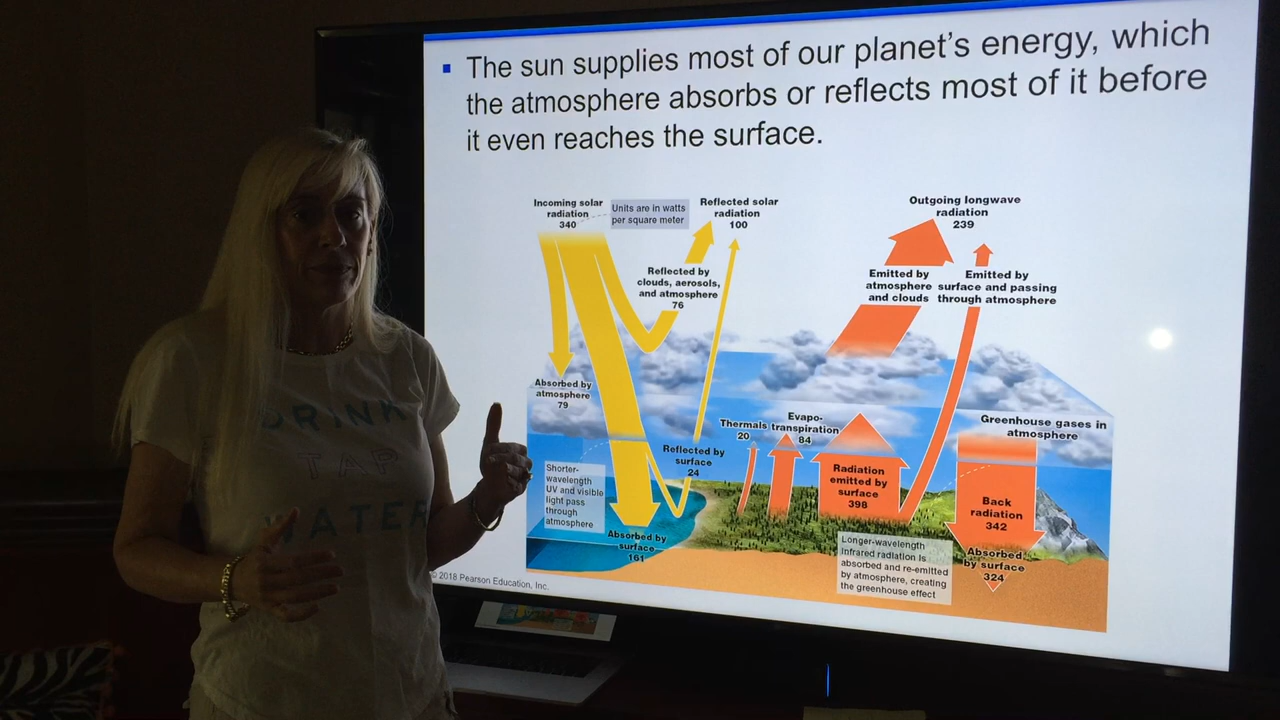 The sun supplies most of our planet's energy, which
the atmosphere absorbs or reflects most of it before
it even reaches the surface.
Incoming solar
radiation
340
Units are in watts
per square meter
Reflected solar
radiation
100
Outgoing longwave
radiation
239
Reflected by
clouds, aerosols,
and atmosphere
76
Emitted by
atmosphere
and clouds
Emitted by
surface and passing
through atmosphere
Absorbed by
atmosphere
79
Thermals
20
Evapo-
transpiration
84
Greenhouse gases in
atmosphere
Reflected by
surface
24
Shorter-
wavelength
UV and visible
light pass
through
atmosphere
Radiation
emitted by
surface
398
Back
radiation
342
Absorbed by
surface
161
Longer-wavelength
infrared radiation is
absorbed and re-emitted
by atmosphere, creating
the greenhouse effect
Absorbed
by surface
324
© 2018 Pearson Education, Inc.
DRINK
TAP
WATER